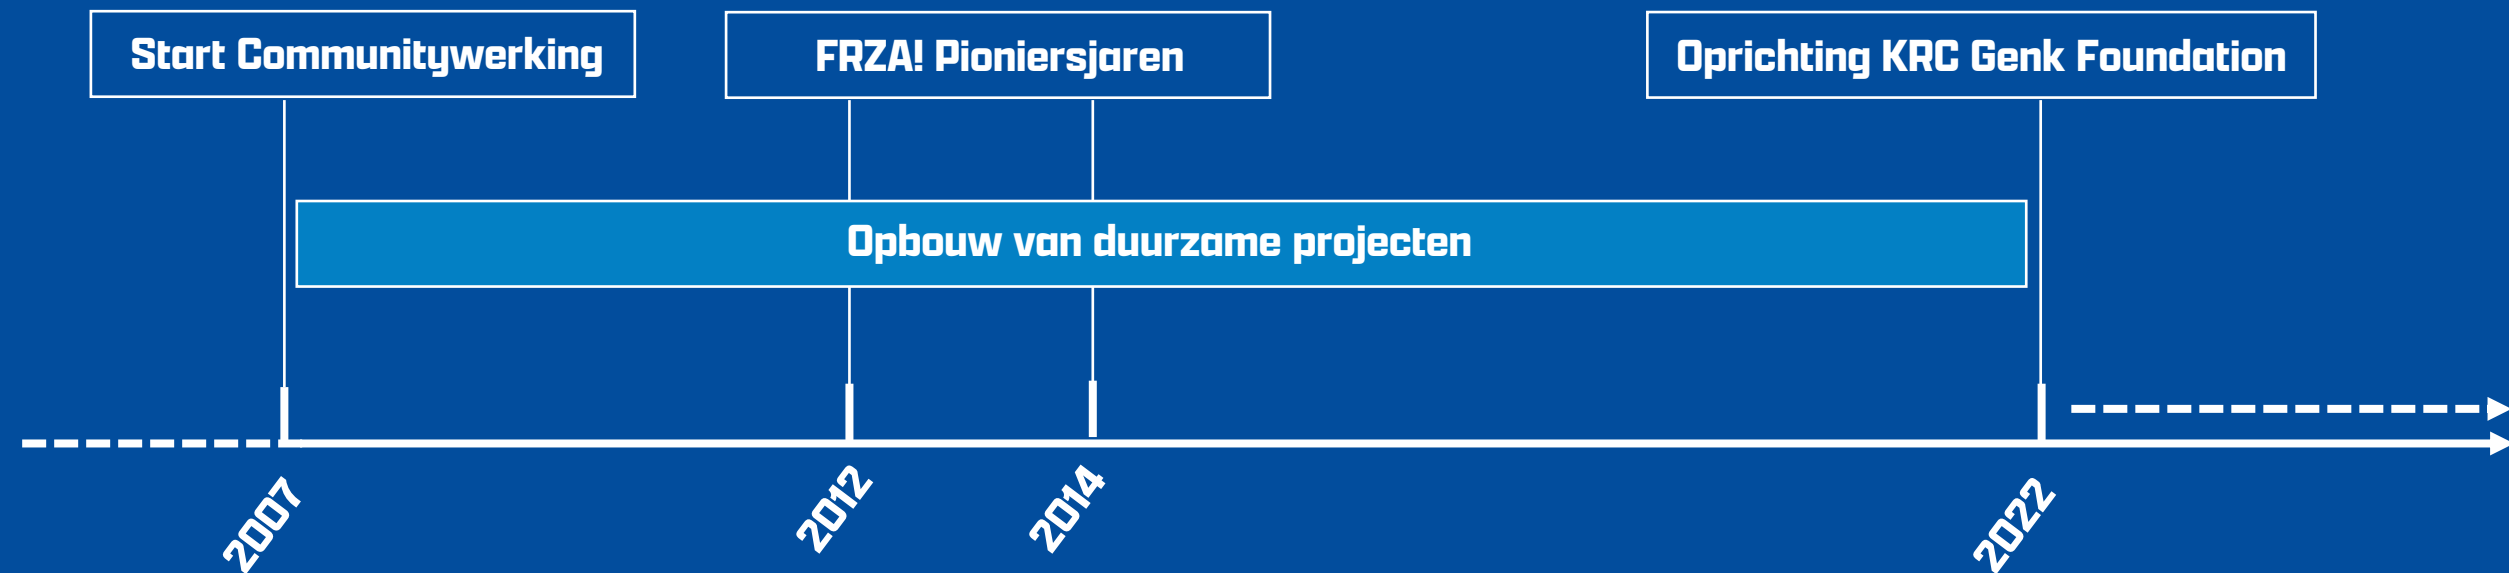 Start Communitywerking
FRZA! Pioniersjaren
Oprichting KRC Genk Foundation
Opbouw van duurzame projecten
2007
2012
2014
2022